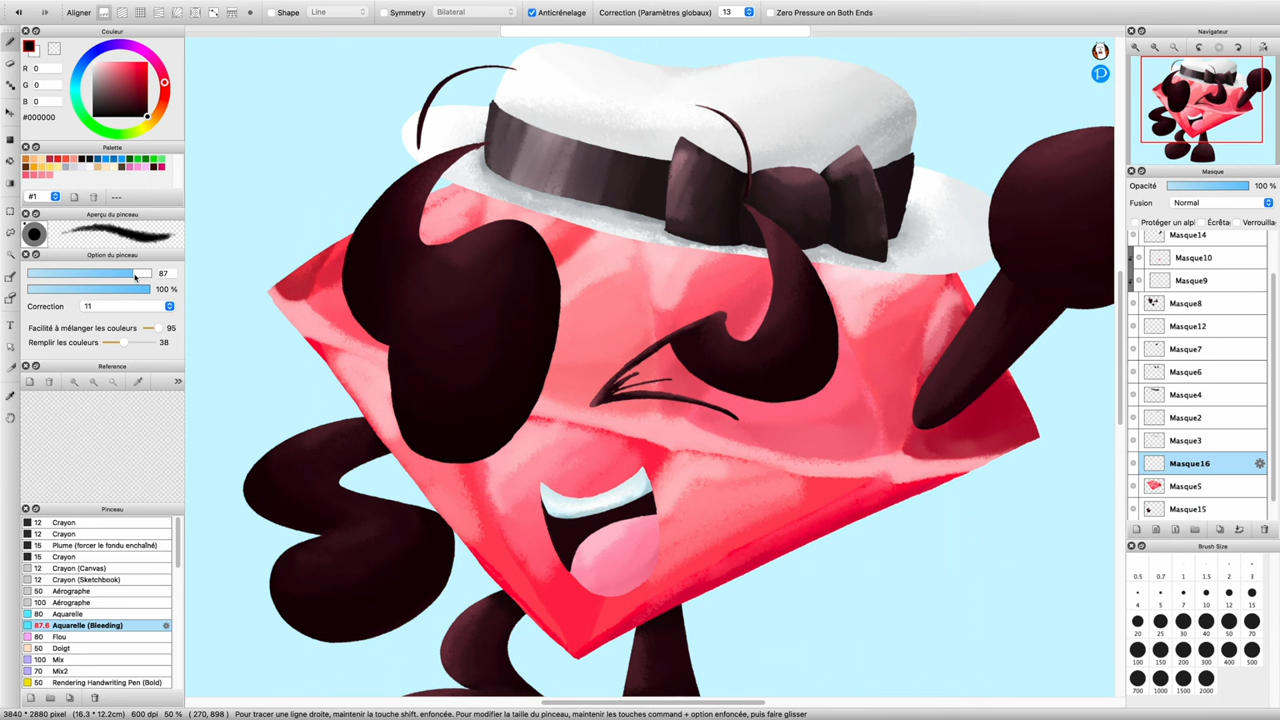 Aligner
Shape
Line
Symmetry
Bilateral
Anticrénelage
Correction (Paramètres globaux)
13
Zero Pressure on Both Ends
Couleur
R 0
G 0
B 0
#000000
Palette
#1
---
Aperçu du pinceau
Option du pinceau
87
100 %
Correction 11
Facilité à mélanger les couleurs 95
Remplir les couleurs 38
Reference
Pinceau
12 Crayon
12 Crayon
15 Plume (forcer le fondu enchaîné)
15 Crayon
12 Crayon (Canvas)
12 Crayon (Sketchbook)
50 Aérographe
100 Aérographe
80 Aquarelle
87.6 Aquarelle (Bleeding)
80 Flou
50 Doigt
100 Mix
70 Mix2
50 Rendering Handwriting Pen (Bold)
Navigateur
Masque
Opacité 100 %
Fusion Normal
Protéger un alp
Écrêta
Verrouilla
Masque14
Masque10
Masque9
Masque8
Masque12
Masque7
Masque6
Masque4
Masque2
Masque3
Masque16
Masque5
Masque15
Brush Size
0.5 0.7 1 1.5 2 3
4 5 7 10 12 15
20 25 30 40 50 70
100 150 200 300 400 500
700 1000 1500 2000
3840 * 2880 pixel (16.3 * 12.2cm) 600 dpi 50 % (270, 898) Pour tracer une ligne droite, maintenir la touche shift. enfoncée. Pour modifier la taille du pinceau, maintenir les touches command + option enfoncée, puis faire glisser